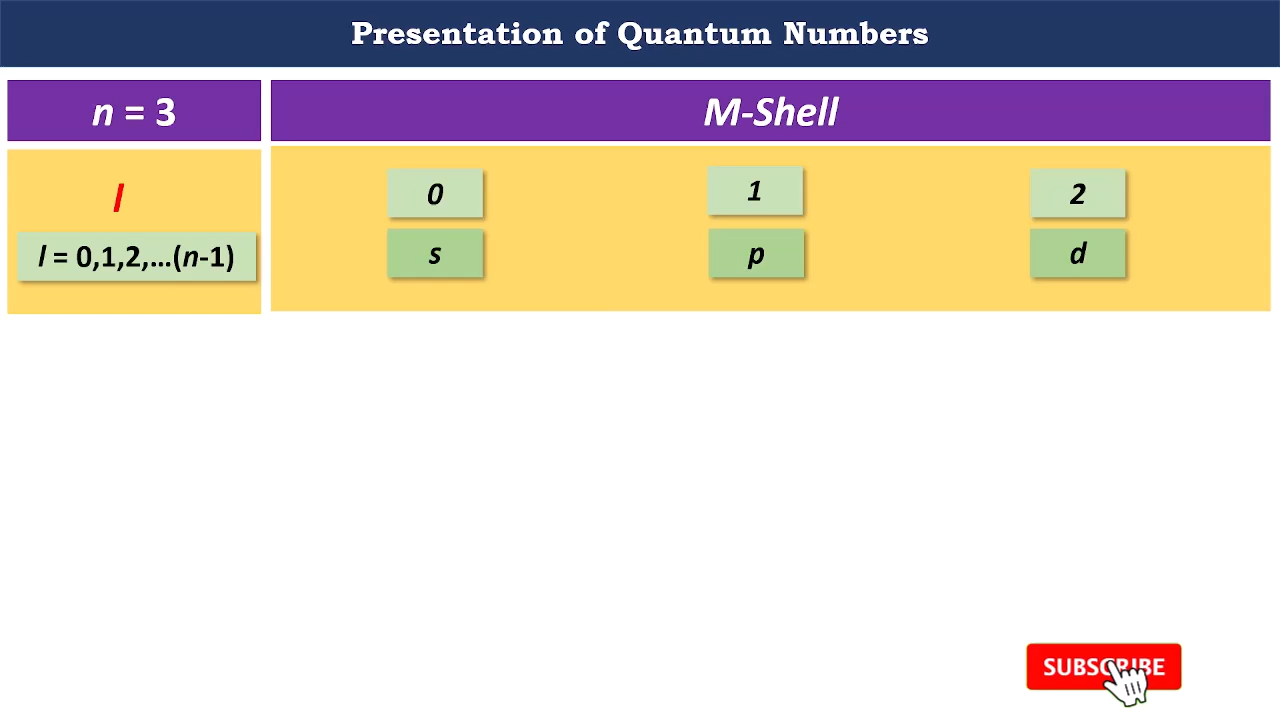 Presentation of Quantum Numbers
n = 3
M-Shell
l
0
1
2
l = 0,1,2,...(n-1)
s
p
d
SUBSCRIBE